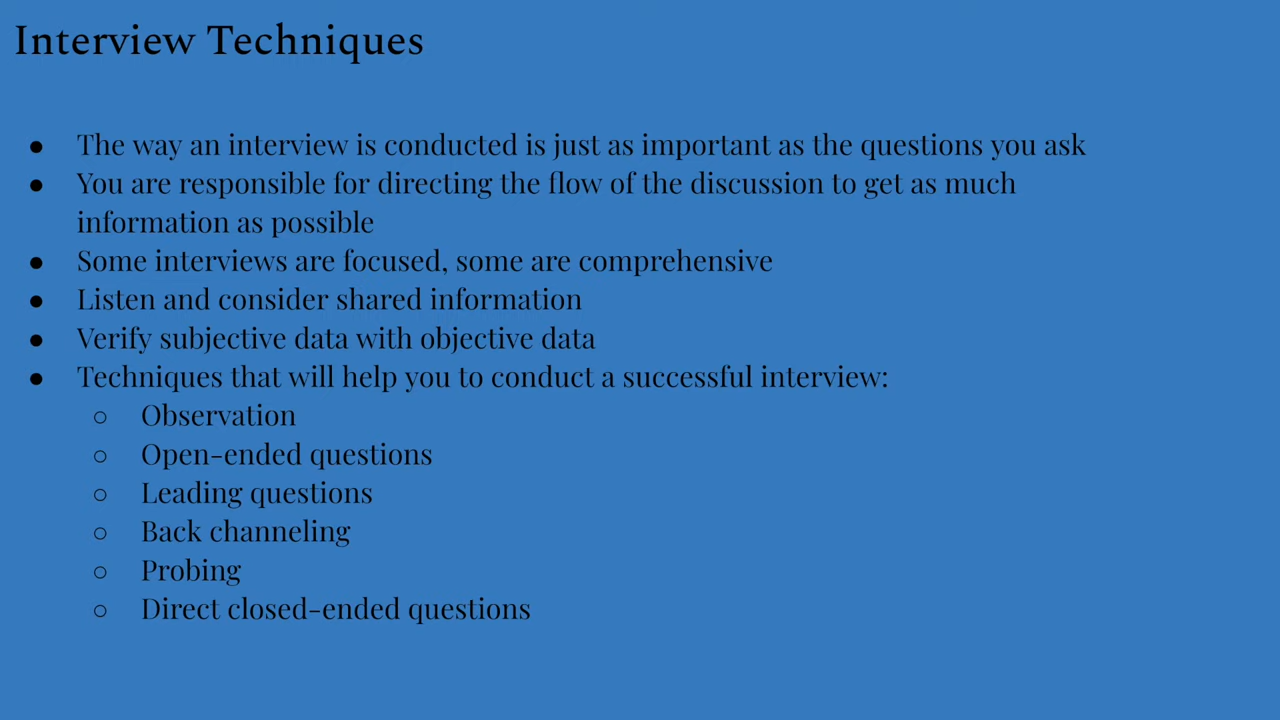 Interview Techniques
● The way an interview is conducted is just as important as the questions you ask
● You are responsible for directing the flow of the discussion to get as much
information as possible
● Some interviews are focused, some are comprehensive
● Listen and consider shared information
● Verify subjective data with objective data
● Techniques that will help you to conduct a successful interview:
○ Observation
○ Open-ended questions
○ Leading questions
○ Back channeling
○ Probing
○ Direct closed-ended questions